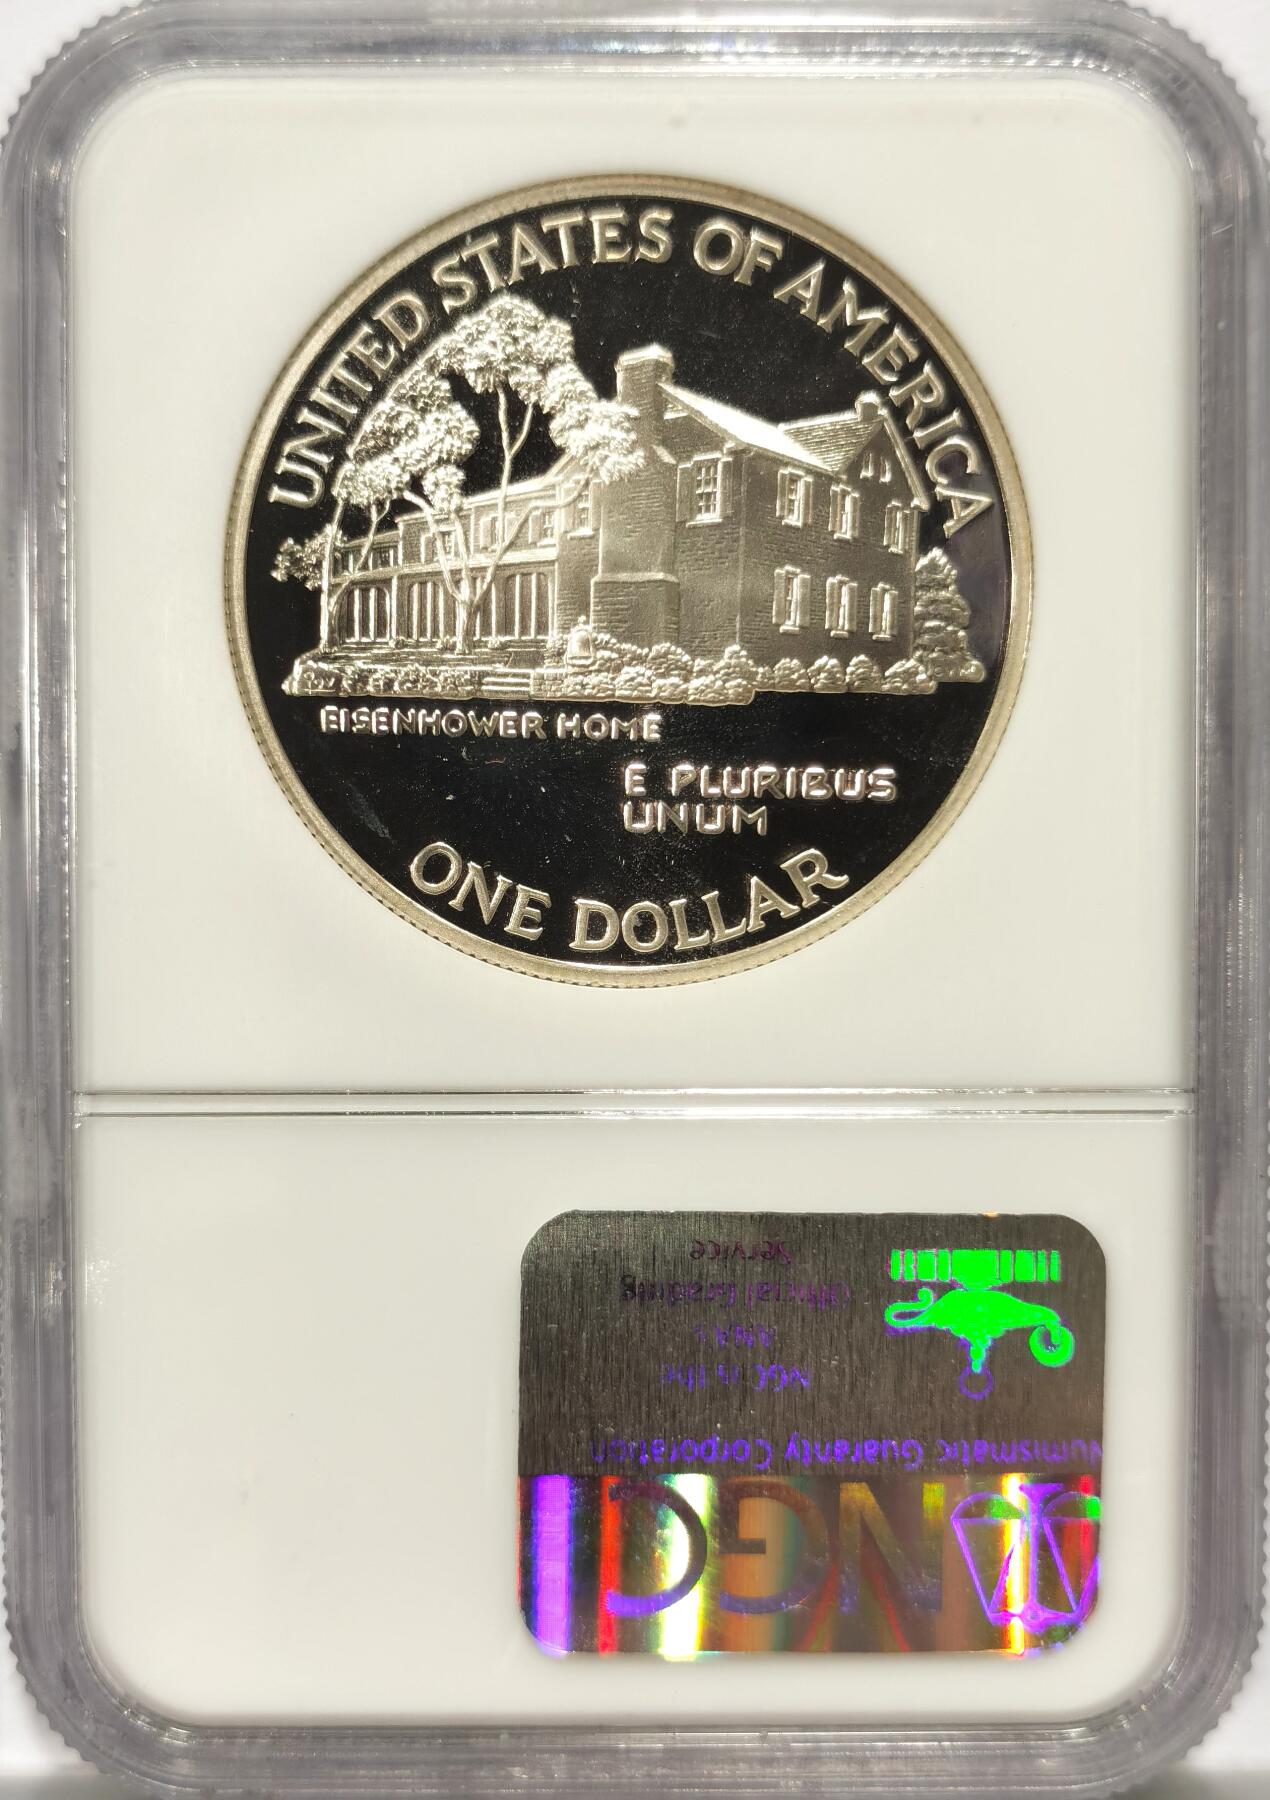 UNITED STATES OF AMERICA
EISENHOWER HOME
E PLURIBUS
UNUM
ONE DOLLAR
NGC
Numismatic Guaranty Corporation
NGC is the
ANA's
Official Grading
Service